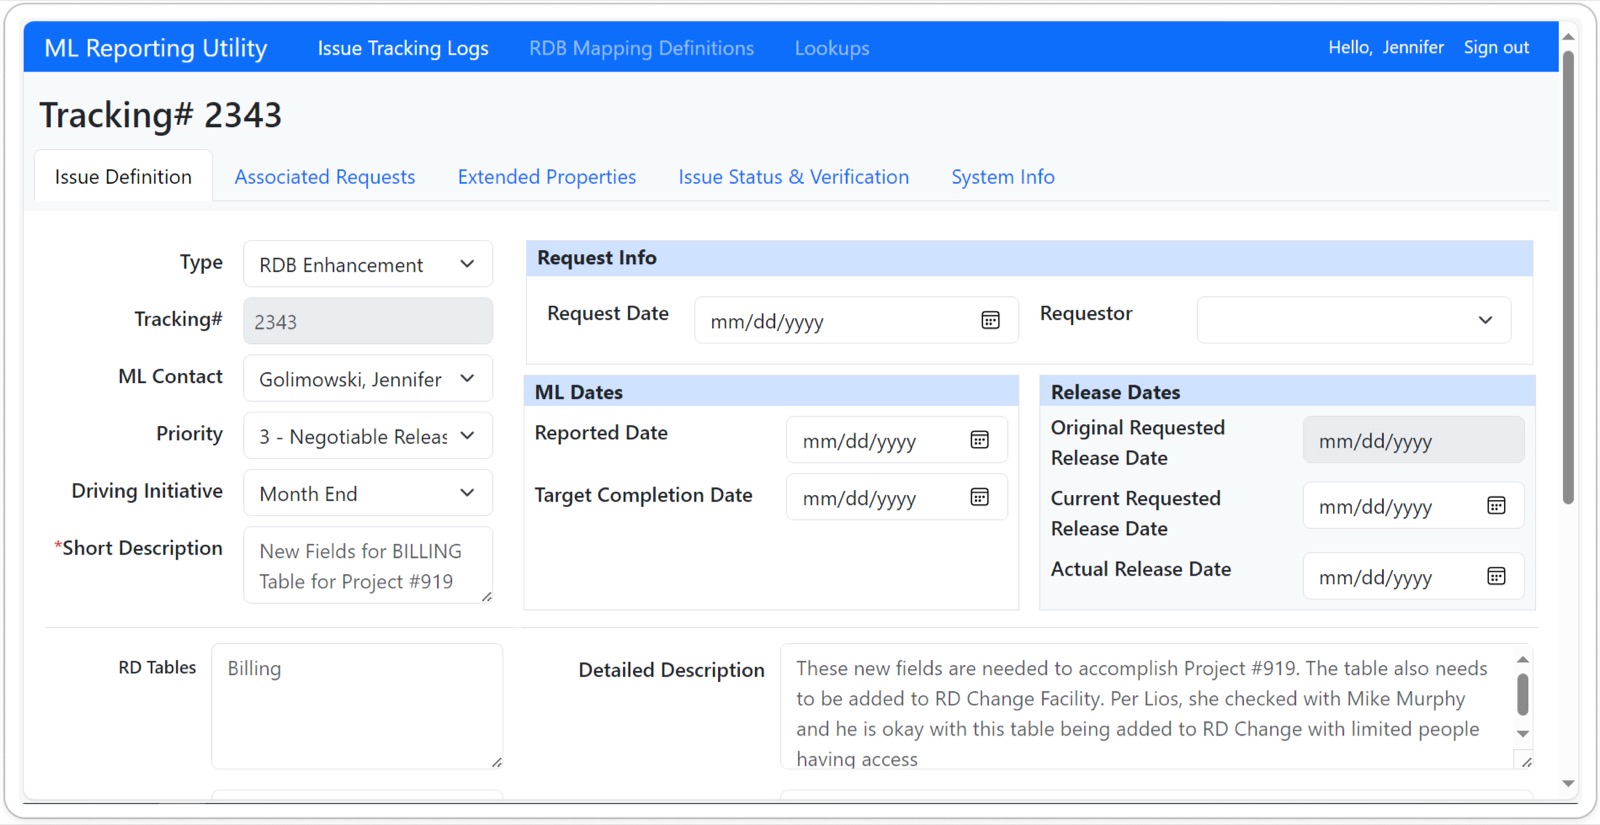 ML Reporting Utility Issue Tracking Logs RDB Mapping Definitions Lookups Hello, Jennifer Sign out
Tracking# 2343
Issue Definition Associated Requests Extended Properties Issue Status & Verification System Info
Type RDB Enhancement
Tracking# 2343
ML Contact Golimowski, Jennifer
Priority 3 - Negotiable Releas
Driving Initiative Month End
*Short Description New Fields for BILLING
Table for Project #919
Request Info
Request Date mm/dd/yyyy Requestor
ML Dates
Reported Date mm/dd/yyyy
Target Completion Date mm/dd/yyyy
Release Dates
Original Requested
Release Date mm/dd/yyyy
Current Requested
Release Date mm/dd/yyyy
Actual Release Date mm/dd/yyyy
RD Tables Billing
Detailed Description These new fields are needed to accomplish Project #919. The table also needs
to be added to RD Change Facility. Per Lios, she checked with Mike Murphy
and he is okay with this table being added to RD Change with limited people
having access